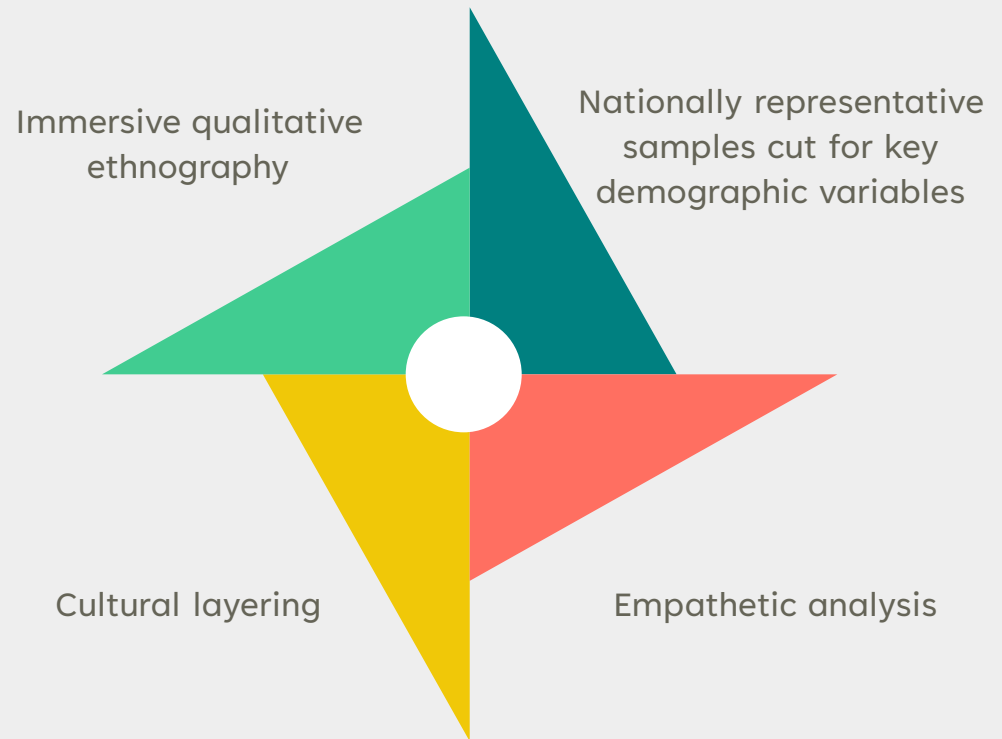 Immersive qualitative
ethnography
Nationally representative
samples cut for key
demographic variables
Cultural layering
Empathetic analysis